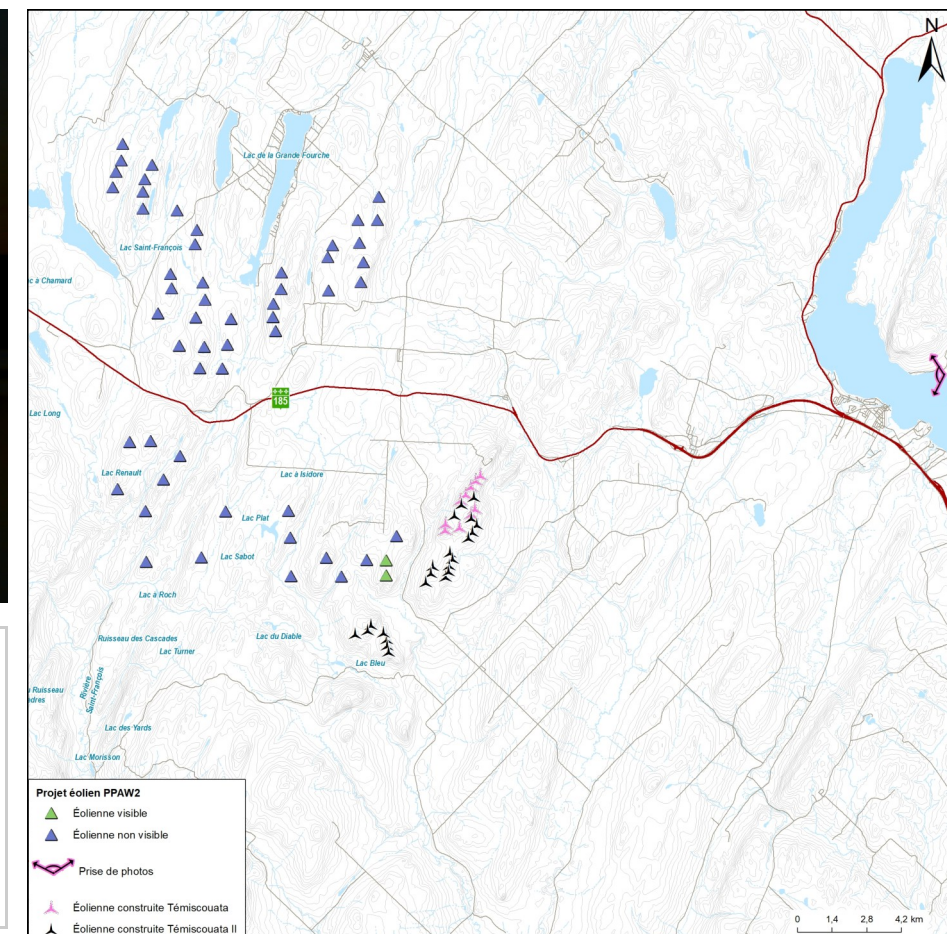 N
Lac de la Grande Fourche
Lac Saint-François
c à Chamard
185
Lac Long
Lac Renault
Lac à Isidore
Lac Plat
Lac Sabot
Lac à Roch
Ruisseau des Cascades
Lac du Diable
Lac Turner
Lac Bleu
u Ruisseau
adres
Rivière
Saint-François
Lac des Yards
Lac Morisson
Projet éolien PPAW2
Éolienne visible
Éolienne non visible
Prise de photos
Éolienne construite Témiscouata
Éolienne construite Témiscouata II
0 1,4 2,8 4,2 km